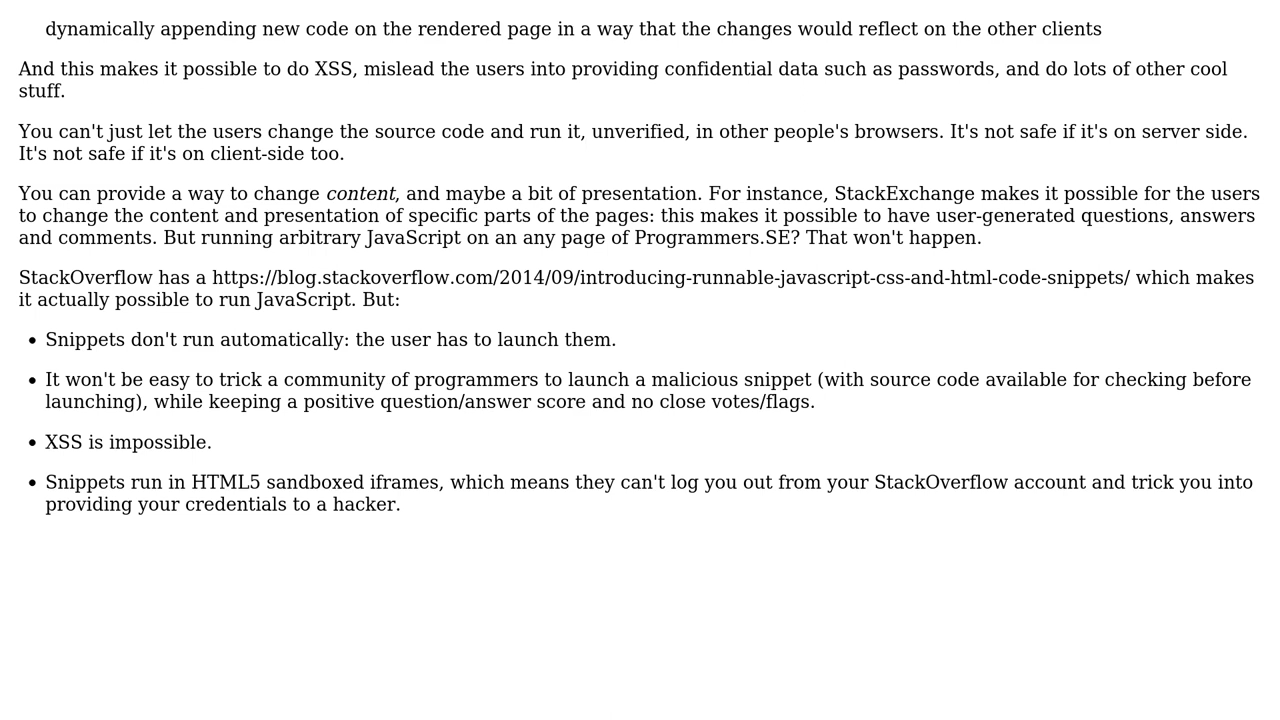 dynamically appending new code on the rendered page in a way that the changes would reflect on the other clients
And this makes it possible to do XSS, mislead the users into providing confidential data such as passwords, and do lots of other cool
stuff.
You can't just let the users change the source code and run it, unverified, in other people's browsers. It's not safe if it's on server side.
It's not safe if it's on client-side too.
You can provide a way to change content, and maybe a bit of presentation. For instance, StackExchange makes it possible for the users
to change the content and presentation of specific parts of the pages: this makes it possible to have user-generated questions, answers
and comments. But running arbitrary JavaScript on an any page of Programmers.SE? That won't happen.
StackOverflow has a https://blog.stackoverflow.com/2014/09/introducing-runnable-javascript-css-and-html-code-snippets/ which makes
it actually possible to run JavaScript. But:
• Snippets don't run automatically: the user has to launch them.
• It won't be easy to trick a community of programmers to launch a malicious snippet (with source code available for checking before
launching), while keeping a positive question/answer score and no close votes/flags.
• XSS is impossible.
• Snippets run in HTML5 sandboxed iframes, which means they can't log you out from your StackOverflow account and trick you into
providing your credentials to a hacker.